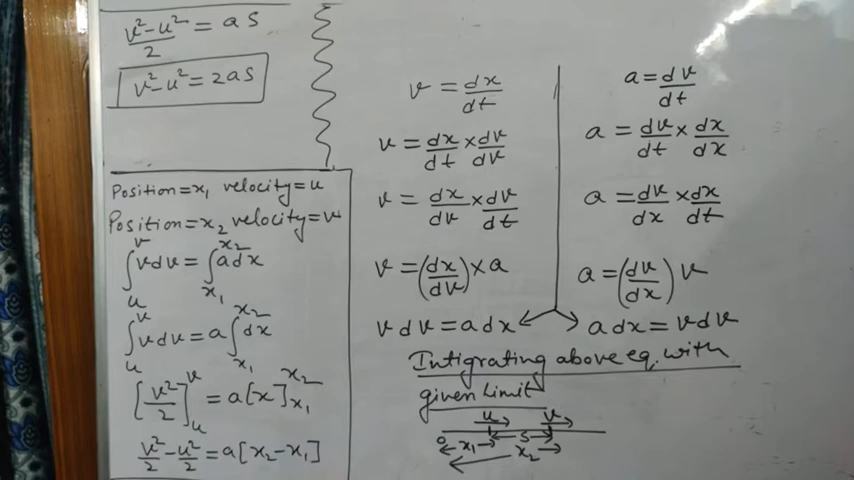 v = dx/dt
v = dx/dt × dv/dv
v = dx/dv × dv/dt
v = (dx/dv) × a
v dv = a dx
a = dv/dt
a = dv/dt × dx/dx
a = dv/dx × dx/dt
a = (dv/dx) v
a dx = v dv
Intigrating above eq, with
given Limit
u v
o x₁ s
x₂
Position = x₁ velocity = u
Position = x₂ velocity = v
∫ᵤᵛ v dv = ∫ₓ₁ˣ² a dx
∫ᵤᵛ v dv = a ∫ₓ₁ˣ² dx
[v²/2]ᵤᵛ = a[x]ₓ₁ˣ²
v²/2 - u²/2 = a[x₂ - x₁]
v² - u²/2 = a s
v² - u² = 2 a s